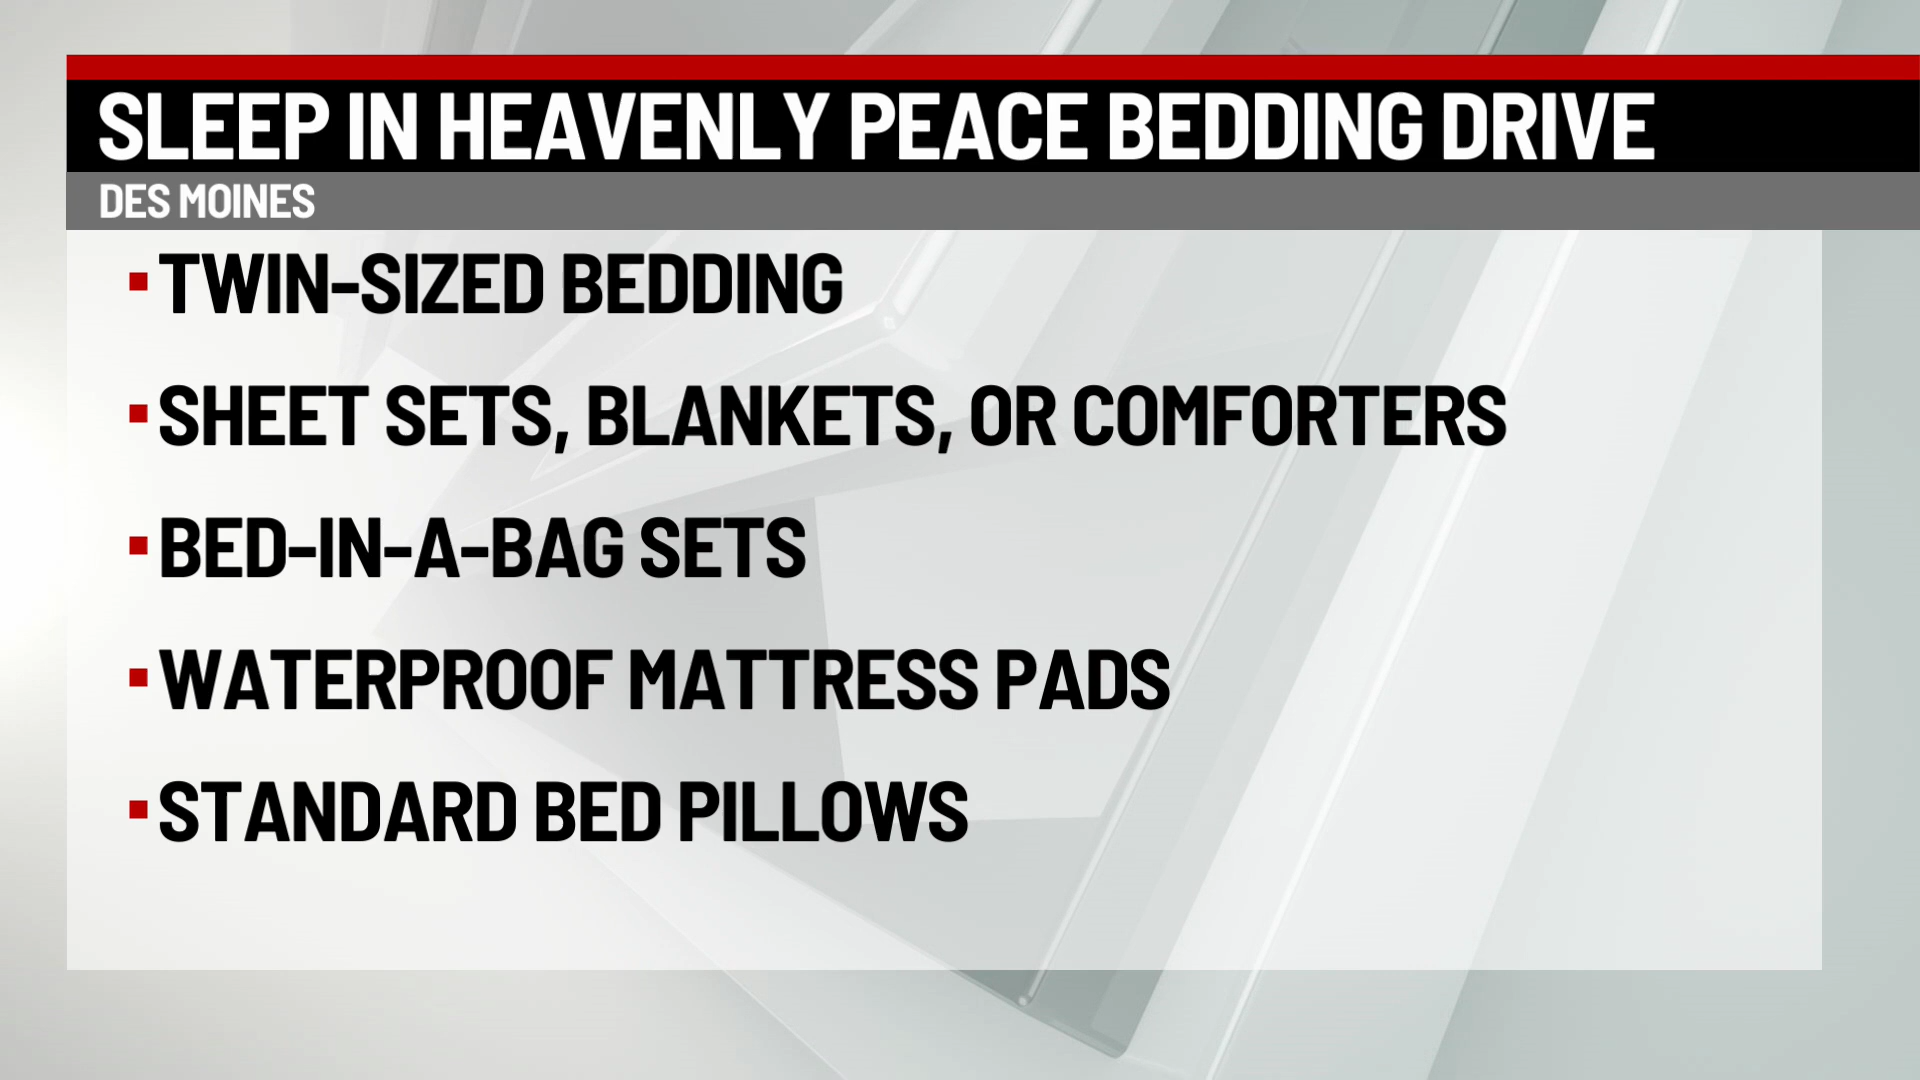 SLEEP IN HEAVENLY PEACE BEDDING DRIVE
DES MOINES
TWIN-SIZED BEDDING
SHEET SETS, BLANKETS, OR COMFORTERS
BED-IN-A-BAG SETS
WATERPROOF MATTRESS PADS
STANDARD BED PILLOWS